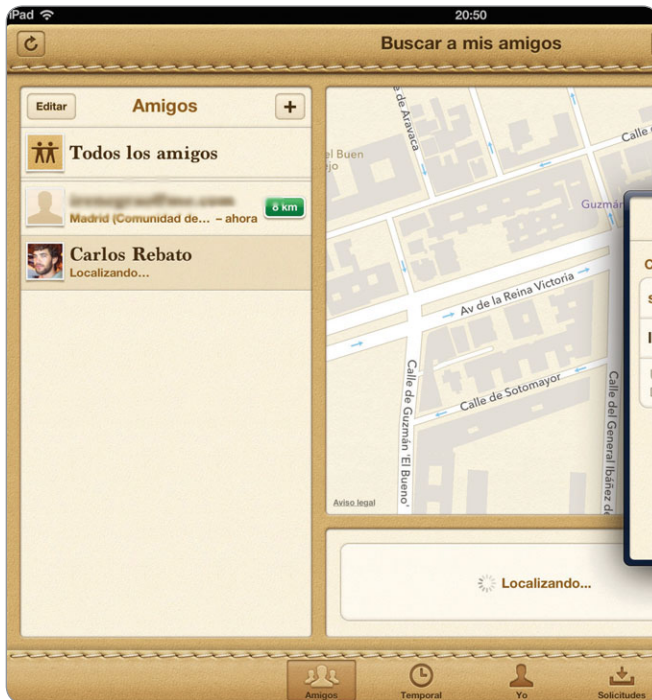 iPad
20:50
Buscar a mis amigos
Editar
Amigos
+
Todos los amigos
Madrid (Comunidad de... – ahora
8 km
Carlos Rebato
Localizando...
de Aravaca
el Buen
Calle
Guzmán
Av de la Reina Victoria
Calle de Guzmán 'El Bueno'
Calle de Sotomayor
Calle del General Ibáñez de
Aviso legal
C
s
Localizando...
Amigos
Temporal
Yo
Solicitudes